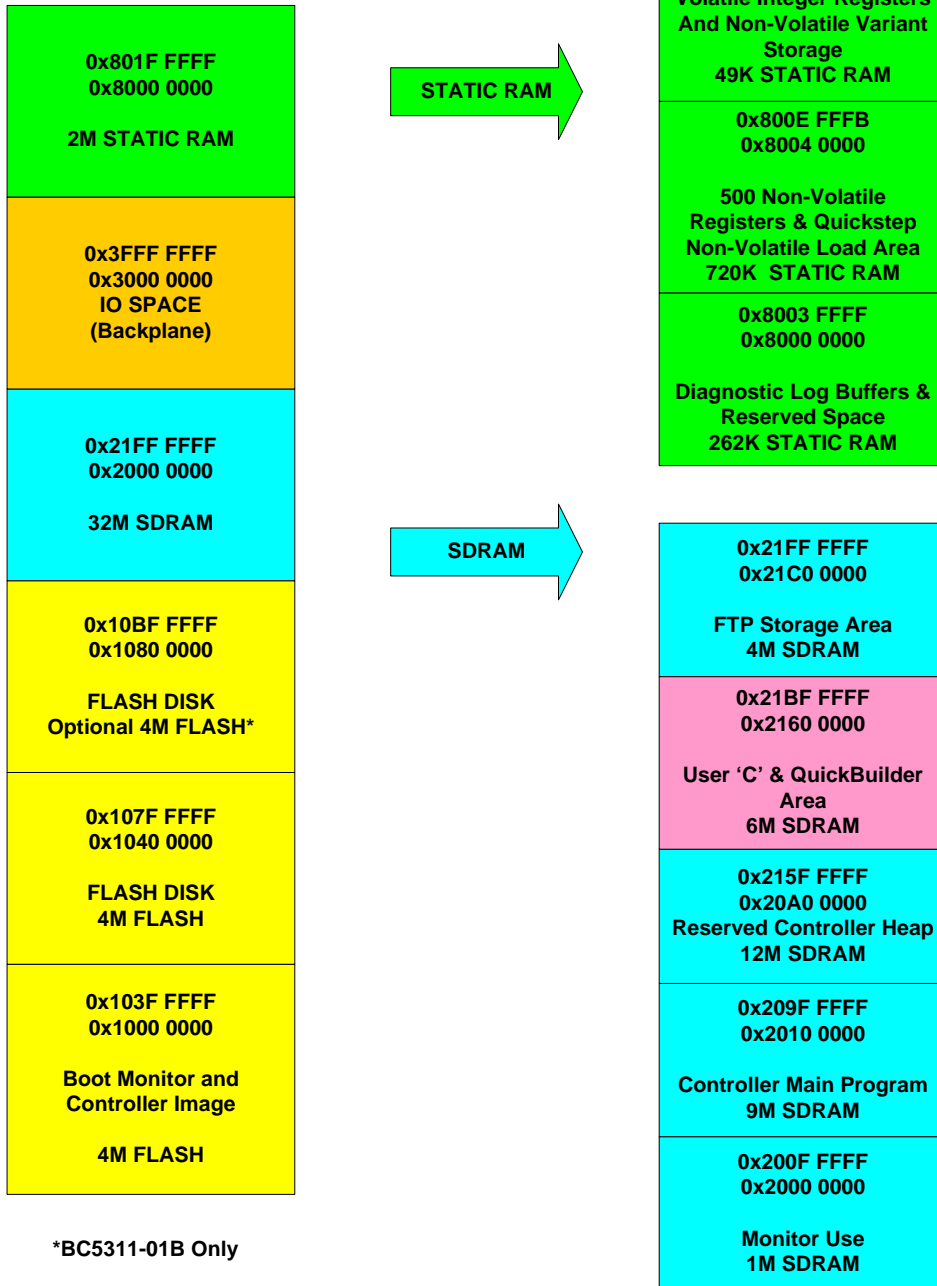 0x801F FFFF
0x8000 0000
2M STATIC RAM
0x3FFF FFFF
0x3000 0000
IO SPACE
(Backplane)
0x21FF FFFF
0x2000 0000
32M SDRAM
0x10BF FFFF
0x1080 0000
FLASH DISK
Optional 4M FLASH*
0x107F FFFF
0x1040 0000
FLASH DISK
4M FLASH
0x103F FFFF
0x1000 0000
Boot Monitor and
Controller Image
4M FLASH
*BC5311-01B Only
STATIC RAM
SDRAM
Volatile Integer Registers
And Non-Volatile Variant
Storage
49K STATIC RAM
0x800E FFFB
0x8004 0000
500 Non-Volatile
Registers & Quickstep
Non-Volatile Load Area
720K STATIC RAM
0x8003 FFFF
0x8000 0000
Diagnostic Log Buffers &
Reserved Space
262K STATIC RAM
0x21FF FFFF
0x21C0 0000
FTP Storage Area
4M SDRAM
0x21BF FFFF
0x2160 0000
User ‘C’ & QuickBuilder
Area
6M SDRAM
0x215F FFFF
0x20A0 0000
Reserved Controller Heap
12M SDRAM
0x209F FFFF
0x2010 0000
Controller Main Program
9M SDRAM
0x200F FFFF
0x2000 0000
Monitor Use
1M SDRAM